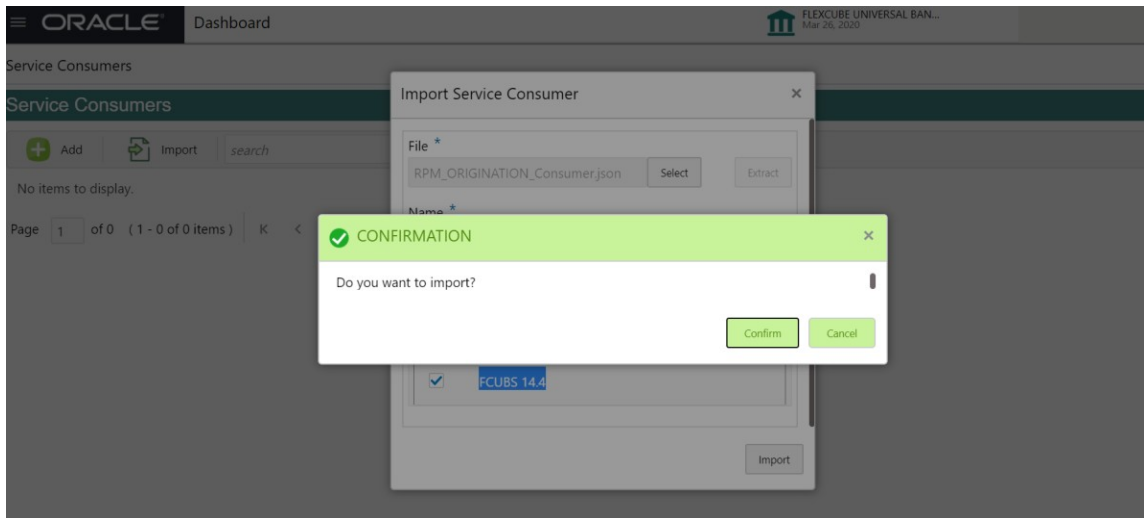 ORACLE Dashboard FLEXCUBE UNIVERSAL BAN...
Mar 26, 2020
Service Consumers
Service Consumers
Add Import search
No items to display.
Page 1 of 0 (1 - 0 of 0 items) K <
Import Service Consumer ×
File *
RPM_ORIGINATION_Consumer.json Select Extract
Name *
CONFIRMATION ×
Do you want to import?
Confirm Cancel
FCUBS 14.4
Import